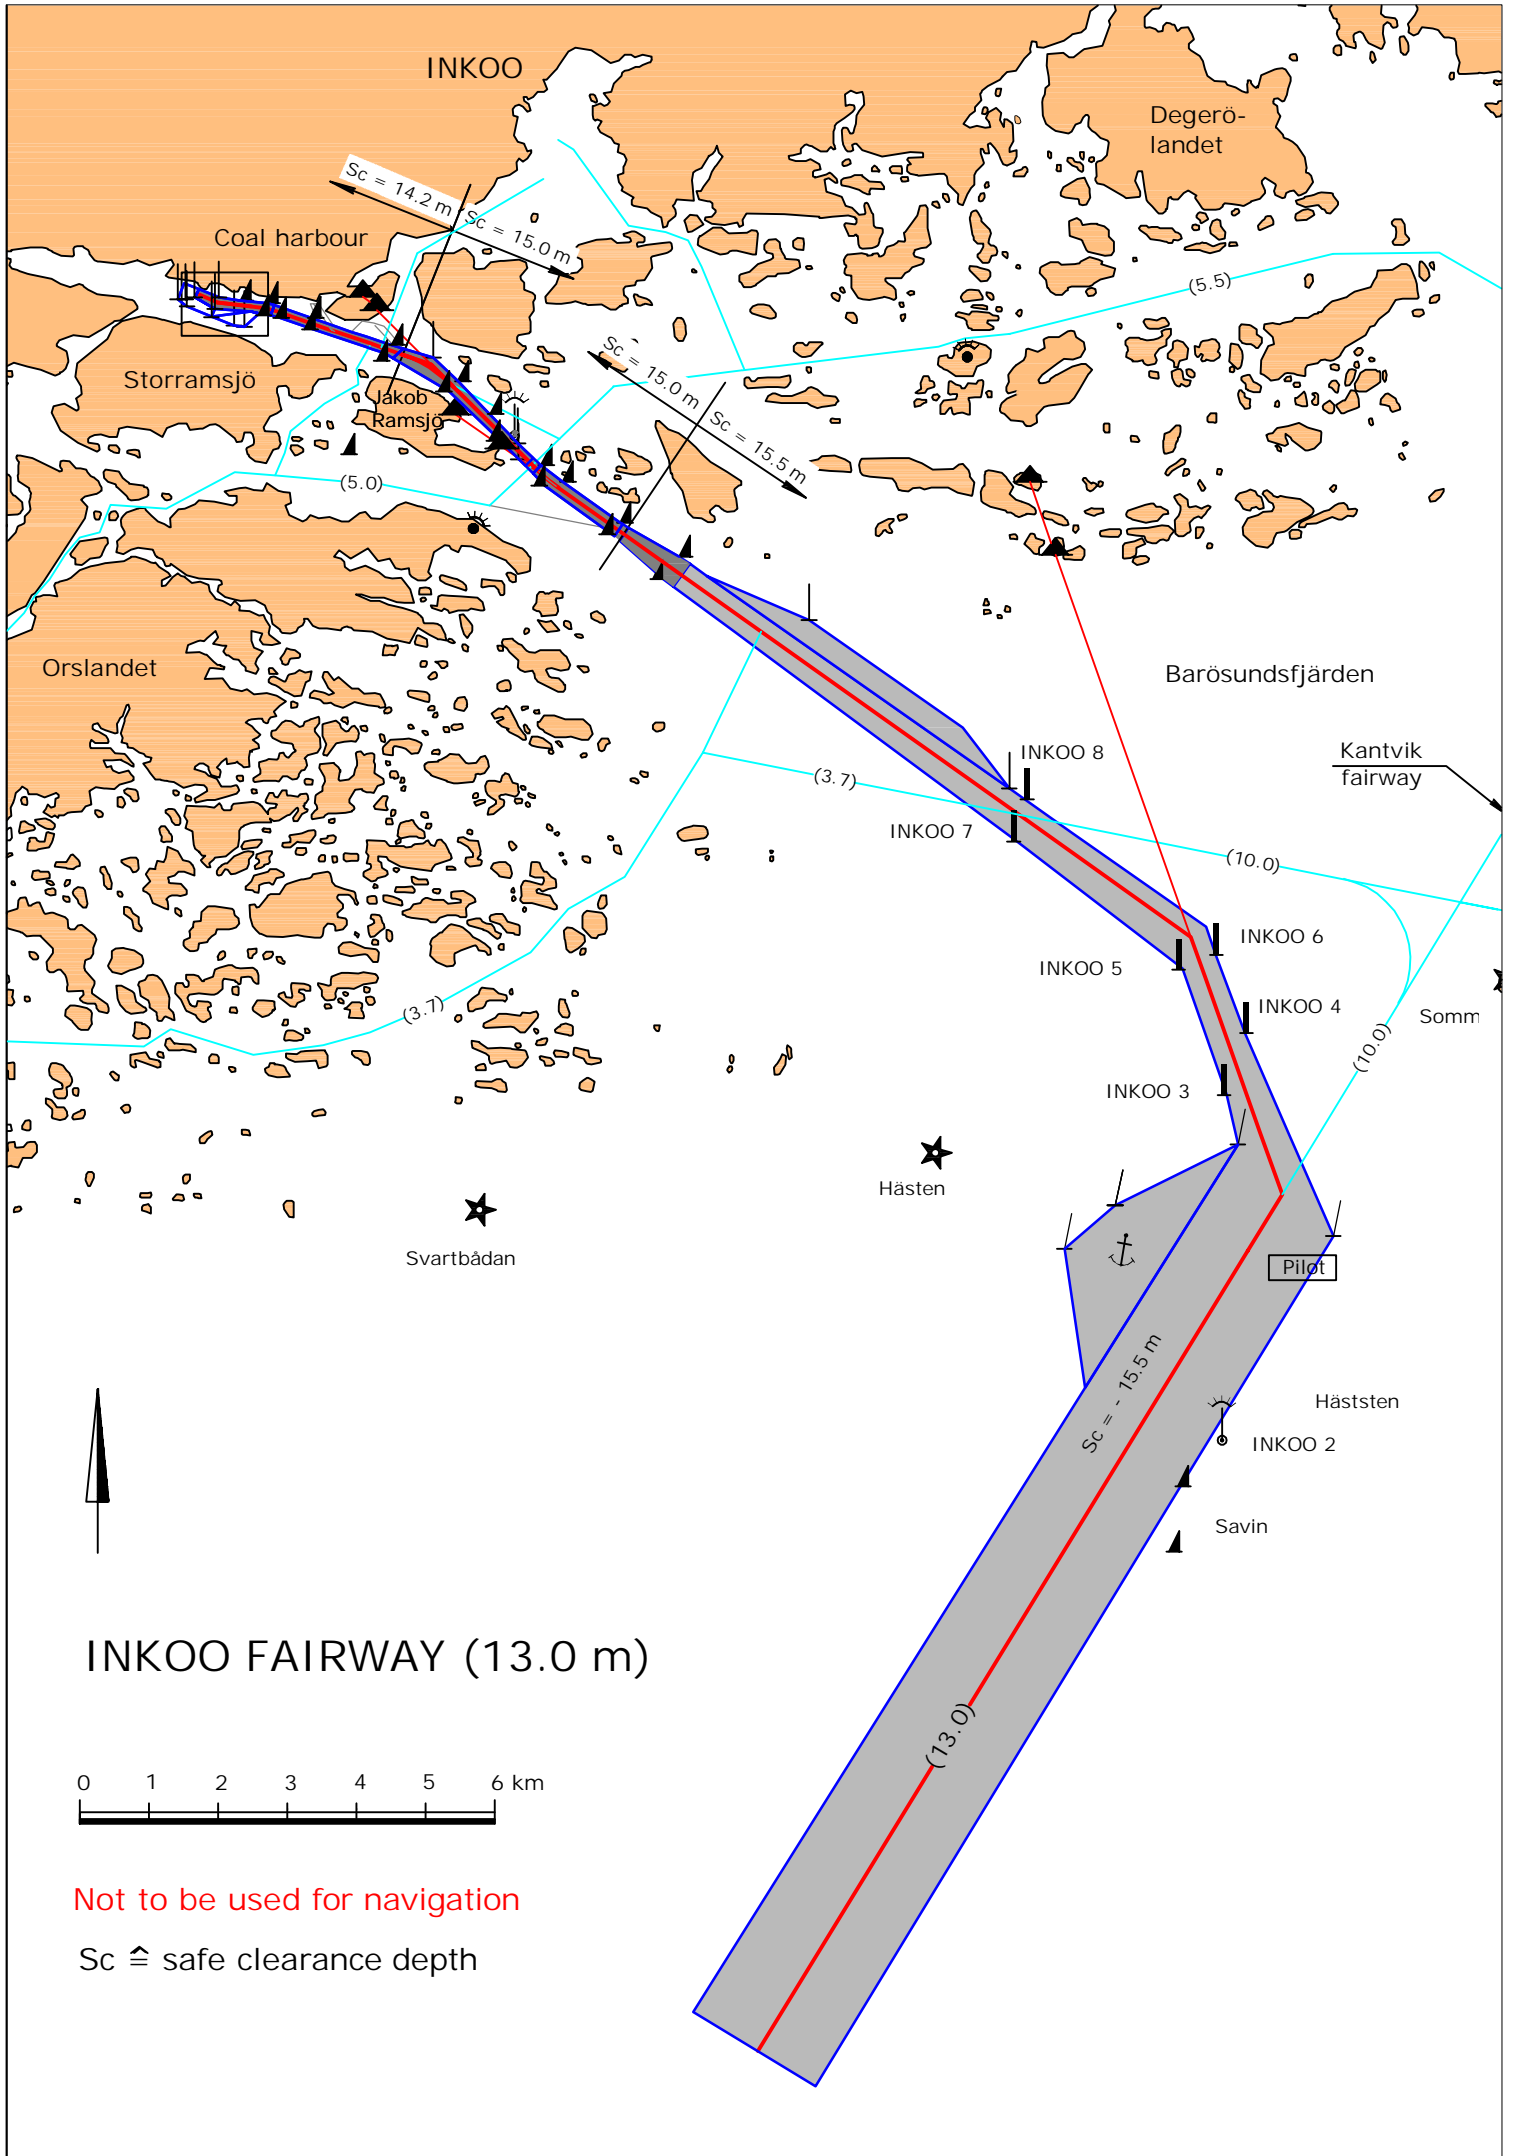 INKOO
Degerö-
landet
Sc = 14.2 m
Sc = 15.0 m
Coal harbour
(5.5)
Sc = 15.0 m
Sc = 15.5 m
Storramsjö
Jakob
Ramsjö
(5.0)
Orslandet
Barösundsfjärden
INKOO 8
Kantvik
fairway
(3.7)
INKOO 7
(10.0)
INKOO 6
INKOO 5
INKOO 4
(3.7)
Somm
(10.0)
INKOO 3
Hästen
Svartbådan
Pilot
Sc = - 15.5 m
Häststen
INKOO 2
Savin
INKOO FAIRWAY (13.0 m)
(13.0)
0 1 2 3 4 5 6 km
Not to be used for navigation
Sc ≙ safe clearance depth